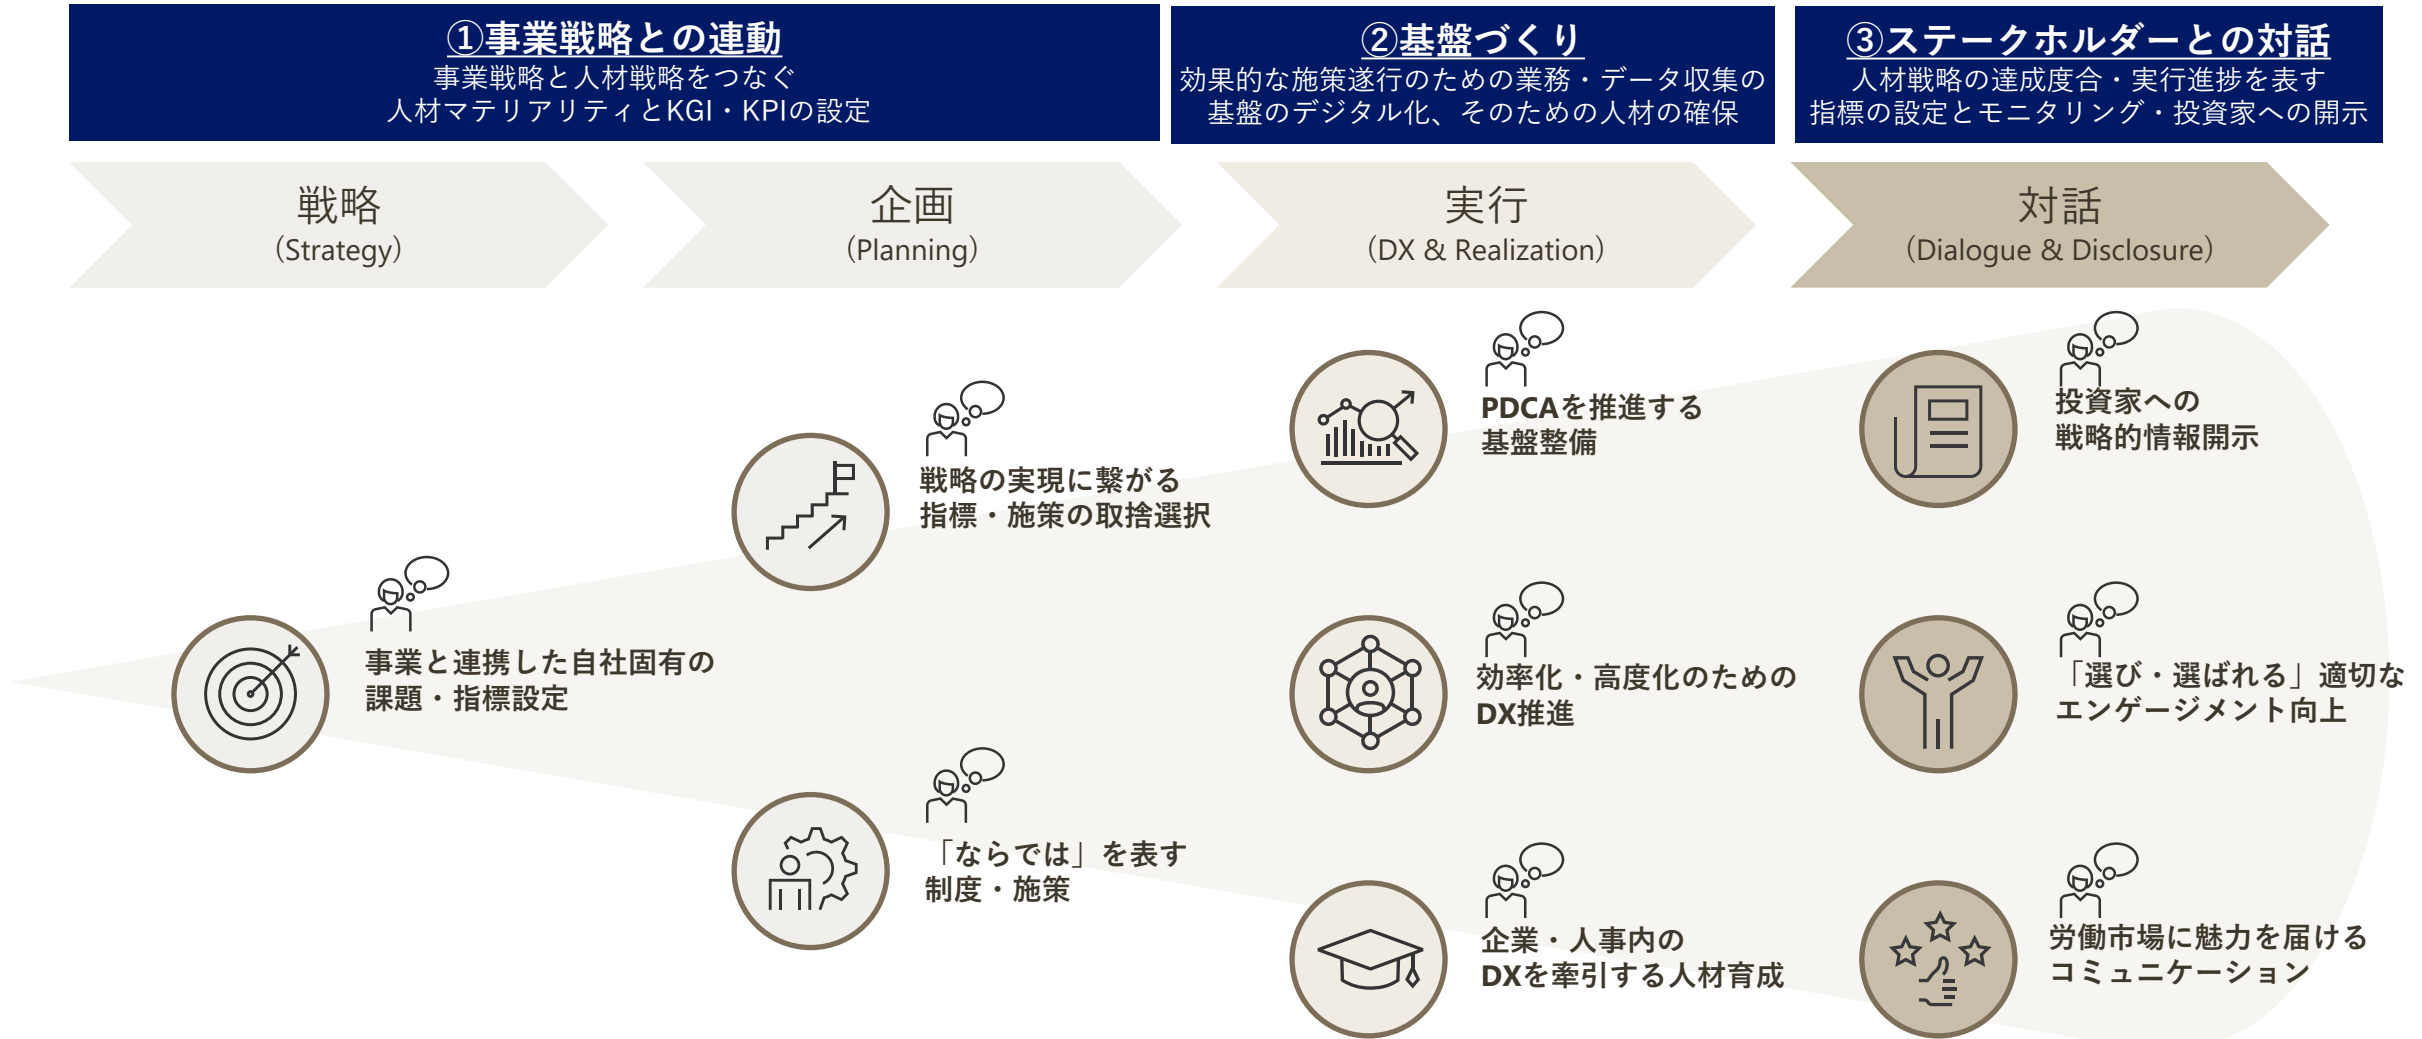 ①事業戦略との連動
事業戦略と人材戦略をつなぐ
人材マテリアリティとKGI・KPIの設定
②基盤づくり
効果的な施策遂行のための業務・データ収集の
基盤のデジタル化、そのための人材の確保
③ステークホルダーとの対話
人材戦略の達成度合・実行進捗を表す
指標の設定とモニタリング・投資家への開示
戦略
（Strategy）
企画
（Planning）
実行
（DX & Realization）
対話
（Dialogue & Disclosure）
事業と連携した自社固有の
課題・指標設定
戦略の実現に繋がる
指標・施策の取捨選択
「ならでは」を表す
制度・施策
PDCAを推進する
基盤整備
効率化・高度化のための
DX推進
企業・人事内の
DXを牽引する人材育成
投資家への
戦略的情報開示
「選び・選ばれる」適切な
エンゲージメント向上
労働市場に魅力を届ける
コミュニケーション